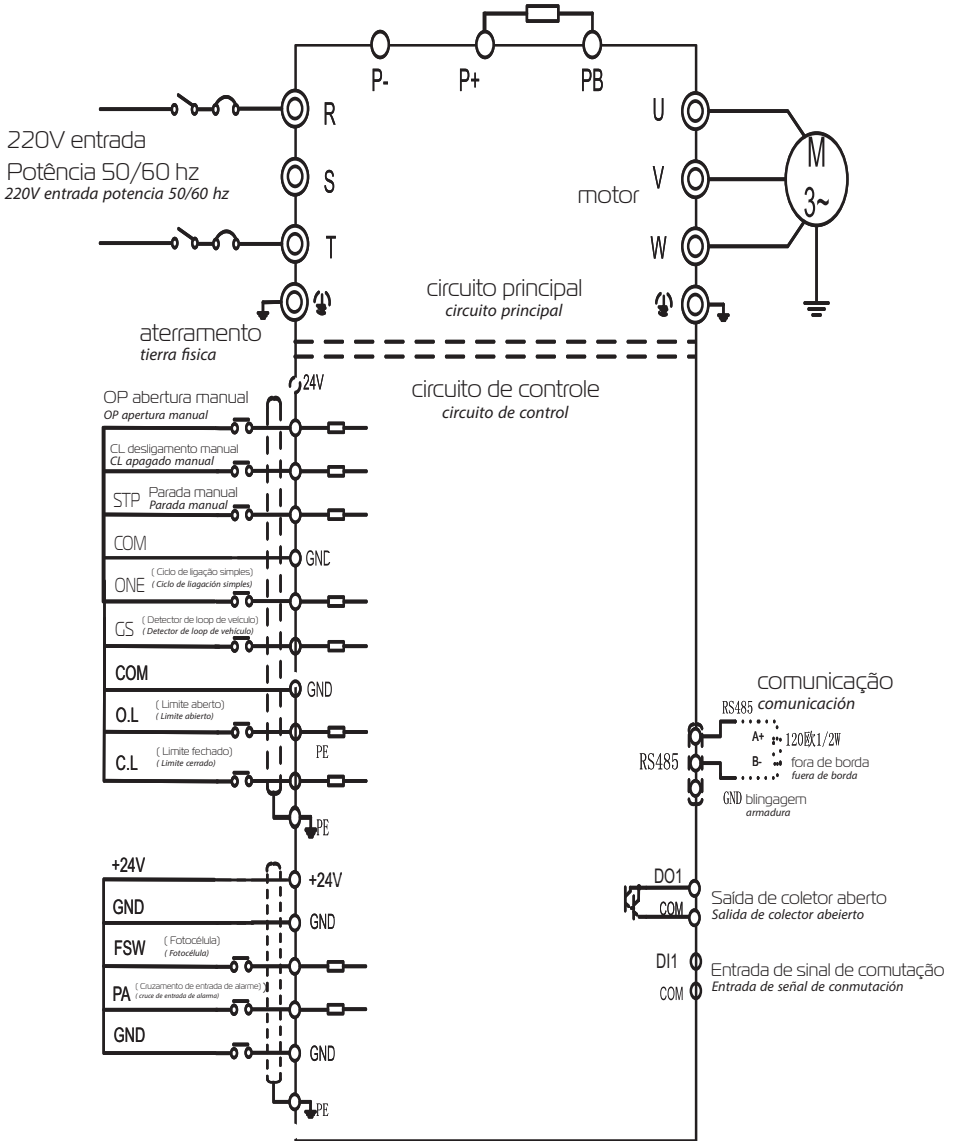 P-
P+
PB
R
S
T
U
V
W
M
3~
220V entrada
Potência 50/60 hz
220V entrada potencia 50/60 hz
motor
circuito principal
circuito principal
aterramento
tierra fisica
circuito de controle
circuito de control
24V
OP abertura manual
OP apertura manual
CL desligamento manual
CL apagado manual
STP Parada manual
Parada manual
COM
GND
ONE ( Ciclo de ligação simples)
( Ciclo de liagación simples)
GS ( Detector de loop de veículo)
( Detector de loop de vehículo)
COM
GND
O.L ( Limite aberto)
( Limite abierto)
PE
C.L ( Limite fechado)
( Limite cerrado)
PE
+24V
+24V
GND
GND
FSW ( Fotocélula)
( Fotocélula)
PA ( Cruzamento de entrada de alarme) )
( cruce de entrada de alarma)
GND
GND
PE
comunicação
comunicación
RS485
RS485
A+
B-
120欧1/2W
fora de borda
fuera de borda
GND blingagem
armadura
DO1
COM
Saída de coletor aberto
Salida de colector abeierto
DI1
COM
Entrada de sinal de comutação
Entrada de señal de conmutación